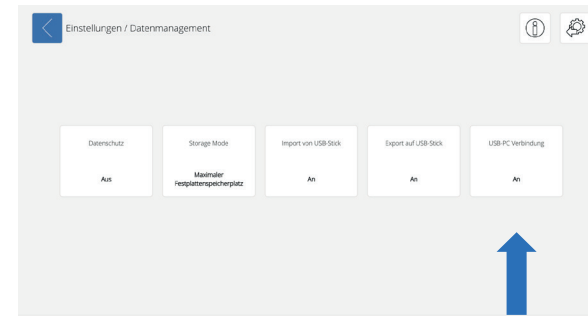 Einstellungen / Datenmanagement
Datenschutz
Aus
Storage Mode
Maximaler
Festplattenspeicherplatz
Import von USB-Stick
An
Export auf USB-Stick
An
USB-PC Verbindung
An